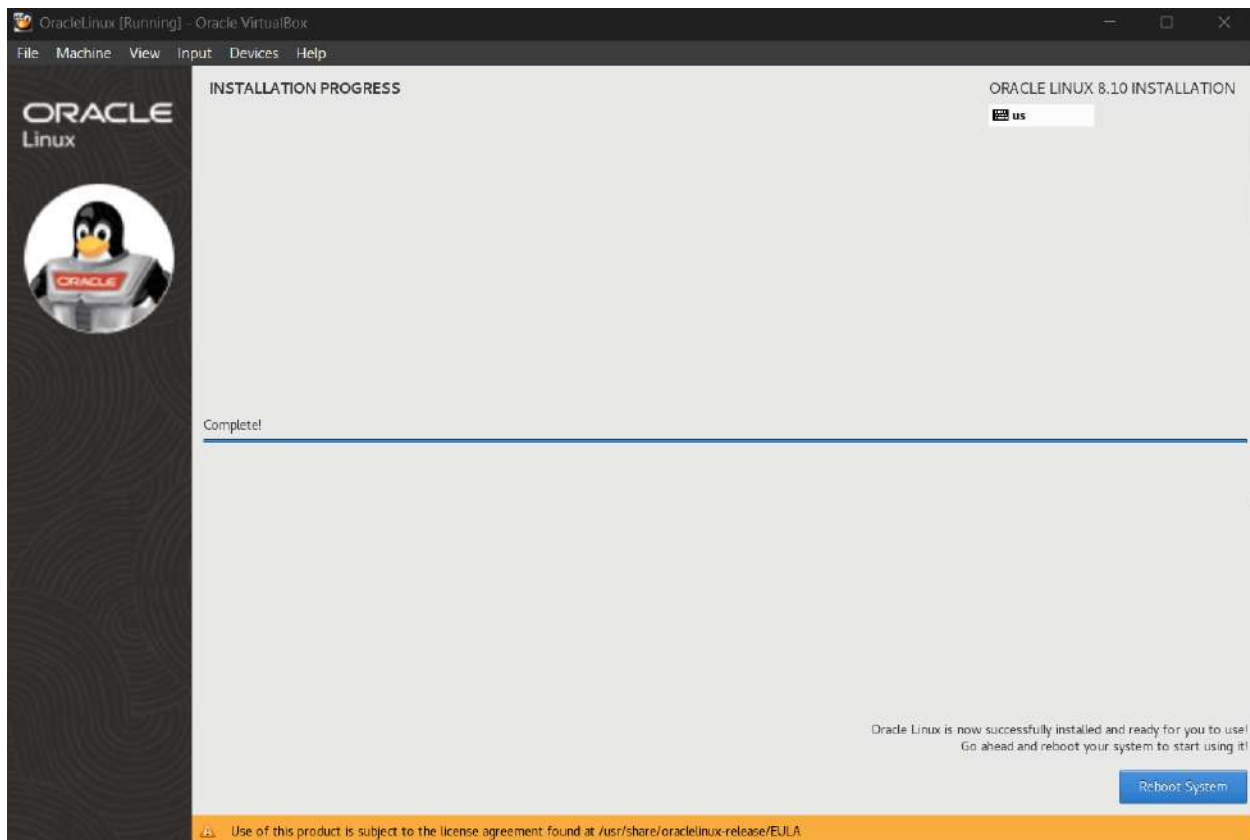 OracleLinux [Running] - Oracle VirtualBox
File Machine View Input Devices Help
ORACLE
Linux
ORACLE
INSTALLATION PROGRESS
ORACLE LINUX 8.10 INSTALLATION
us
Complete!
Oracle Linux is now successfully installed and ready for you to use!
Go ahead and reboot your system to start using it!
Reboot System
Use of this product is subject to the license agreement found at /usr/share/oraclelinux-release/EULA